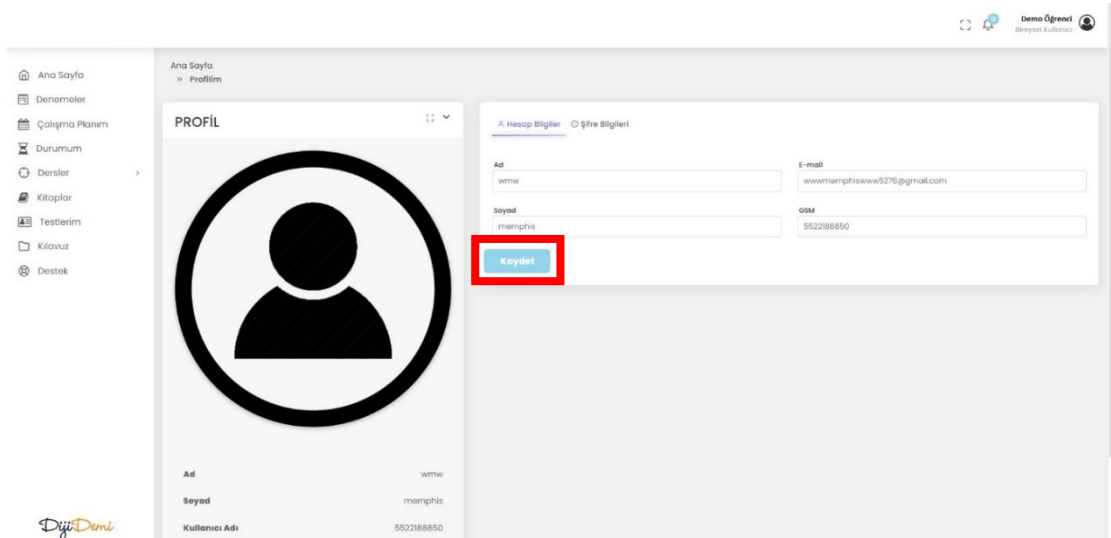 Demo Öğrenci
Bireysel Kullanıcı
Ana Sayfa
Denemeler
Çalışma Planım
Durumum
Dersler
Kitaplar
Testlerim
Kılavuz
Destek
DijiDemi
Ana Sayfa
» Profilim
PROFİL
Ad wmw
Soyad memphis
Kullanıcı Adı 5522188850
Hesap Bilgiler Şifre Bilgileri
Ad E-mail
wmw wwwmemphiswww5276@gmail.com
Soyad GSM
memphis 5522188850
Kaydet